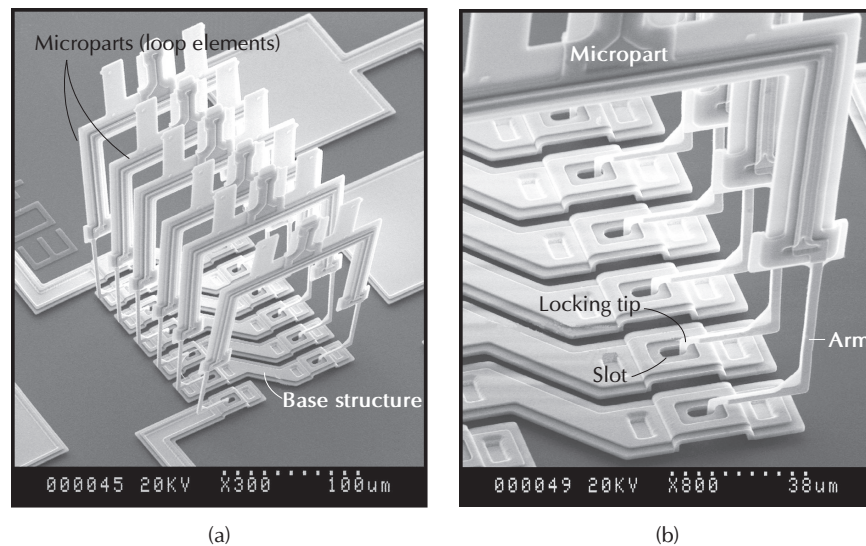 Microparts (loop elements)
Base structure
000045 20KV X300 100um
(a)
Micropart
Locking tip
Slot
Arm
000049 20KV X800 38um
(b)